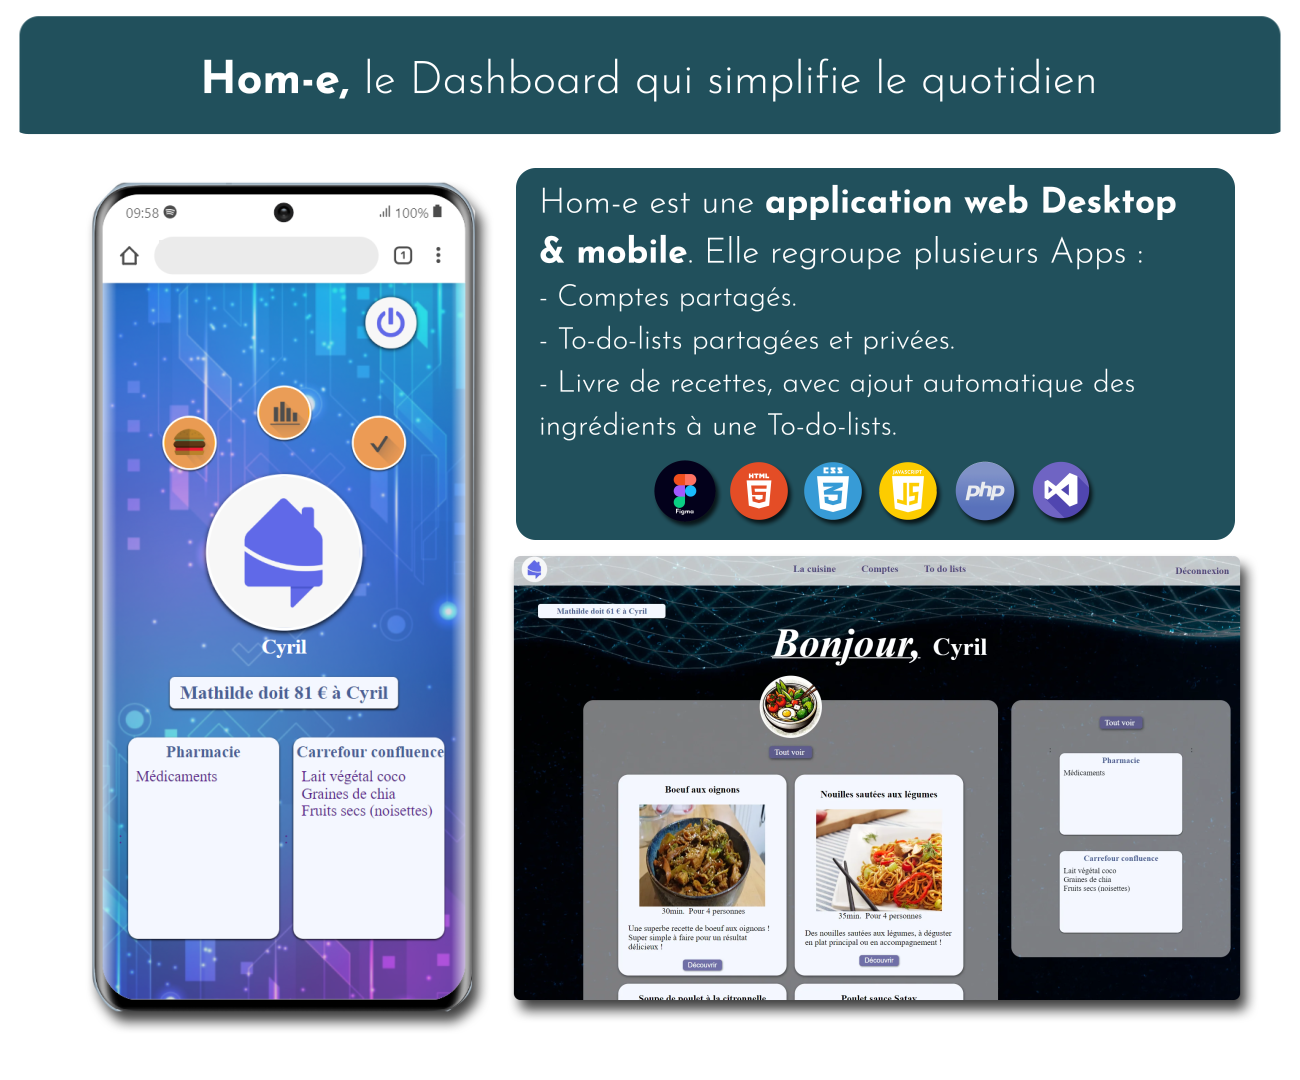 Hom-e, le Dashboard qui simplifie le quotidien
09:58
100%
1
Cyril
Mathilde doit 81 € à Cyril
Pharmacie
Médicaments
Carrefour confluence
Lait végétal coco
Graines de chia
Fruits secs (noisettes)
Hom-e est une application web Desktop
& mobile. Elle regroupe plusieurs Apps :
- Comptes partagés.
- To-do-lists partagées et privées.
- Livre de recettes, avec ajout automatique des
ingrédients à une To-do-lists.
Figma
HTML
5
CSS
3
JAVASCRIPT
JS
php
La cuisine Comptes To do lists Déconnexion
Mathilde doit 61 € à Cyril
Bonjour, Cyril
Tout voir
Boeuf aux oignons
30min. Pour 4 personnes
Une superbe recette de boeuf aux oignons !
Super simple à faire pour un résultat
délicieux !
Découvrir
Nouilles sautées aux légumes
35min. Pour 4 personnes
Des nouilles sautées aux légumes, à déguster
en plat principal ou en accompagnement !
Découvrir
Soupe de poulet à la citronnelle
Poulet sauce Satay
Tout voir
Pharmacie
Médicaments
Carrefour confluence
Lait végétal coco
Graines de chia
Fruits secs (noisettes)